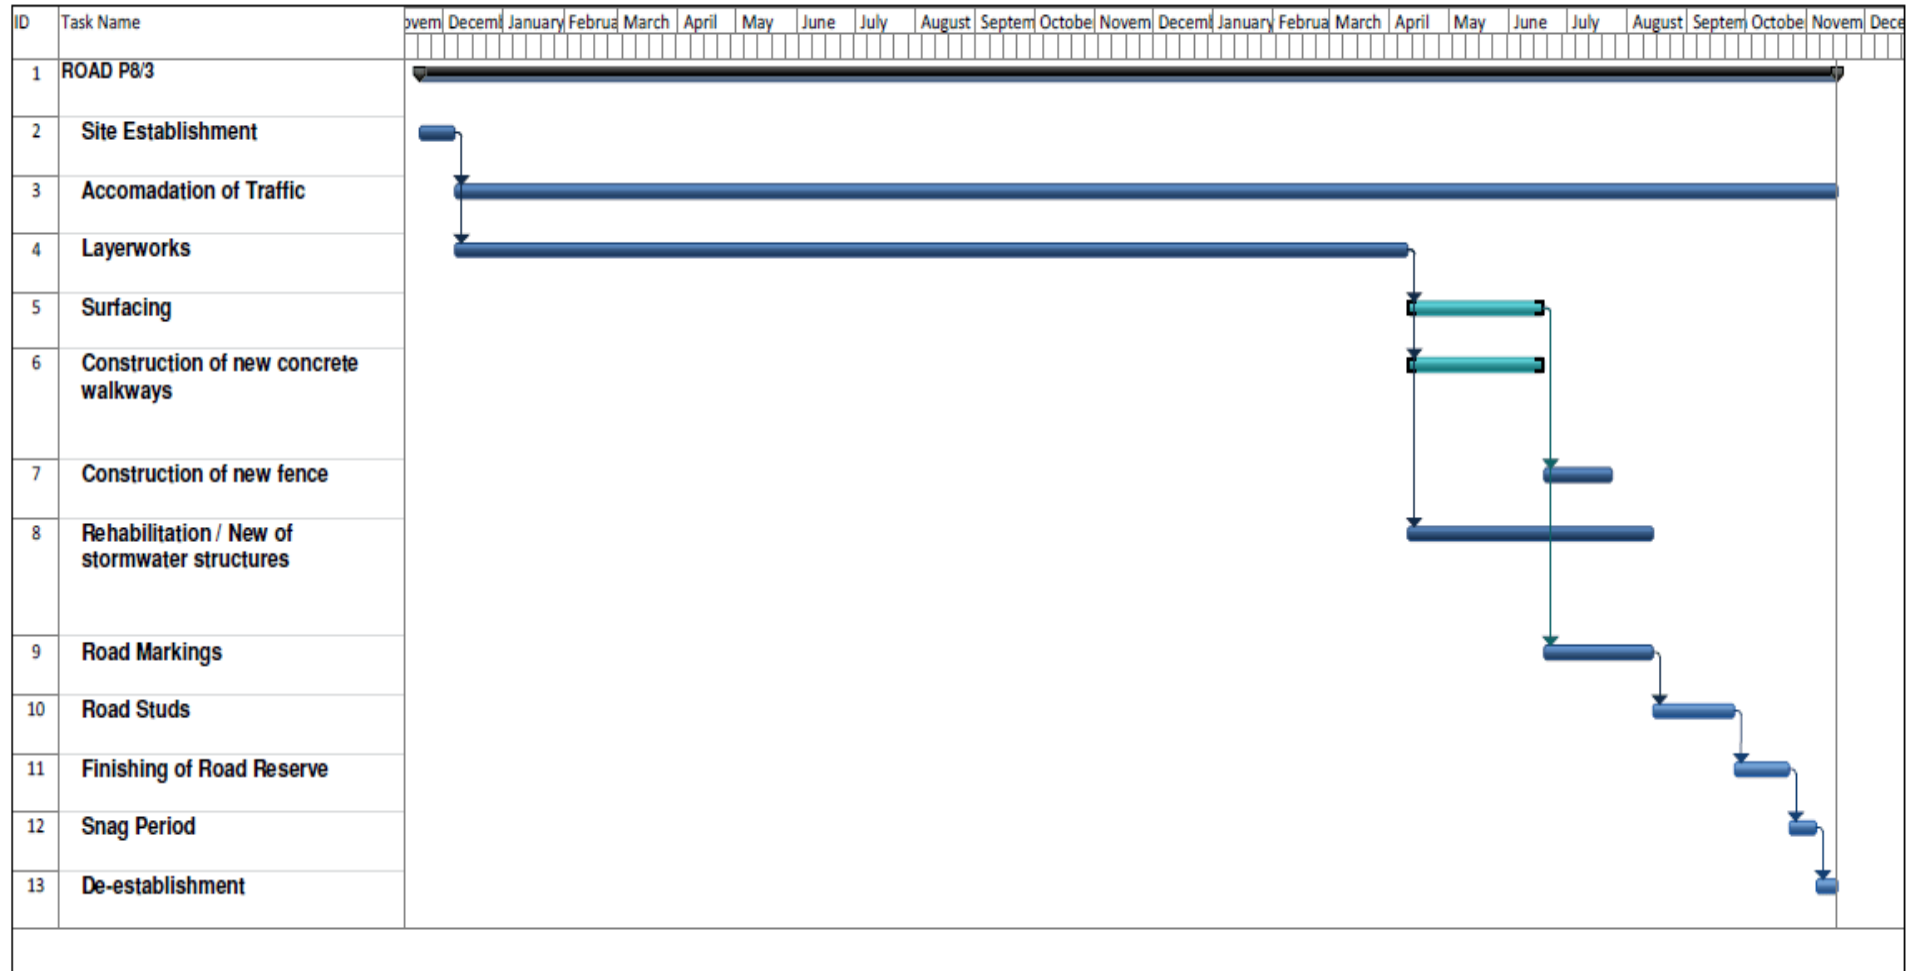 ID Task Name ovem Decemb January Februa March April May June July August Septem Octobe Novem Decemb January Februa March April May June July August Septem Octobe Novem Dece
1 ROAD P8/3
2 Site Establishment
3 Accomadation of Traffic
4 Layerworks
5 Surfacing
6 Construction of new concrete
walkways
7 Construction of new fence
8 Rehabilitation / New of
stormwater structures
9 Road Markings
10 Road Studs
11 Finishing of Road Reserve
12 Snag Period
13 De-establishment